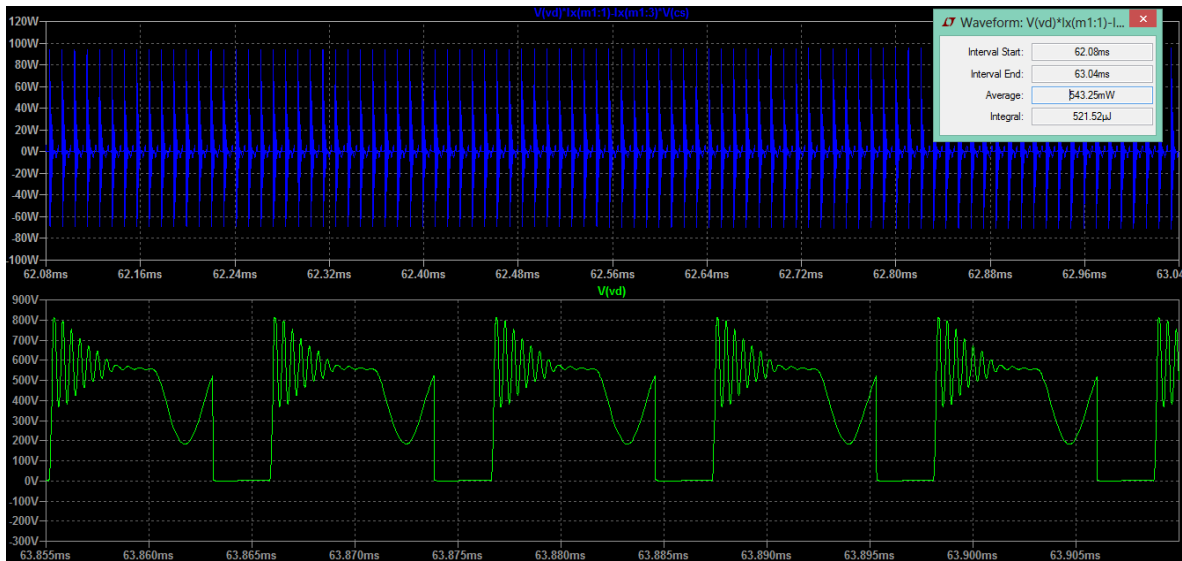 V(vd)*Ix(m1:1)-Ix(m1:3)*V(cs)
120W
100W
80W
60W
40W
20W
0W
-20W
-40W
-60W
-80W
-100W
62.08ms 62.16ms 62.24ms 62.32ms 62.40ms 62.48ms 62.56ms 62.64ms 62.72ms 62.80ms 62.88ms 62.96ms 63.04
Waveform: V(vd)*Ix(m1:1)-I...
Interval Start: 62.08ms
Interval End: 63.04ms
Average: 543.25mW
Integral: 521.52µJ
V(vd)
900V
800V
700V
600V
500V
400V
300V
200V
100V
0V
-100V
-200V
-300V
63.855ms 63.860ms 63.865ms 63.870ms 63.875ms 63.880ms 63.885ms 63.890ms 63.895ms 63.900ms 63.905ms